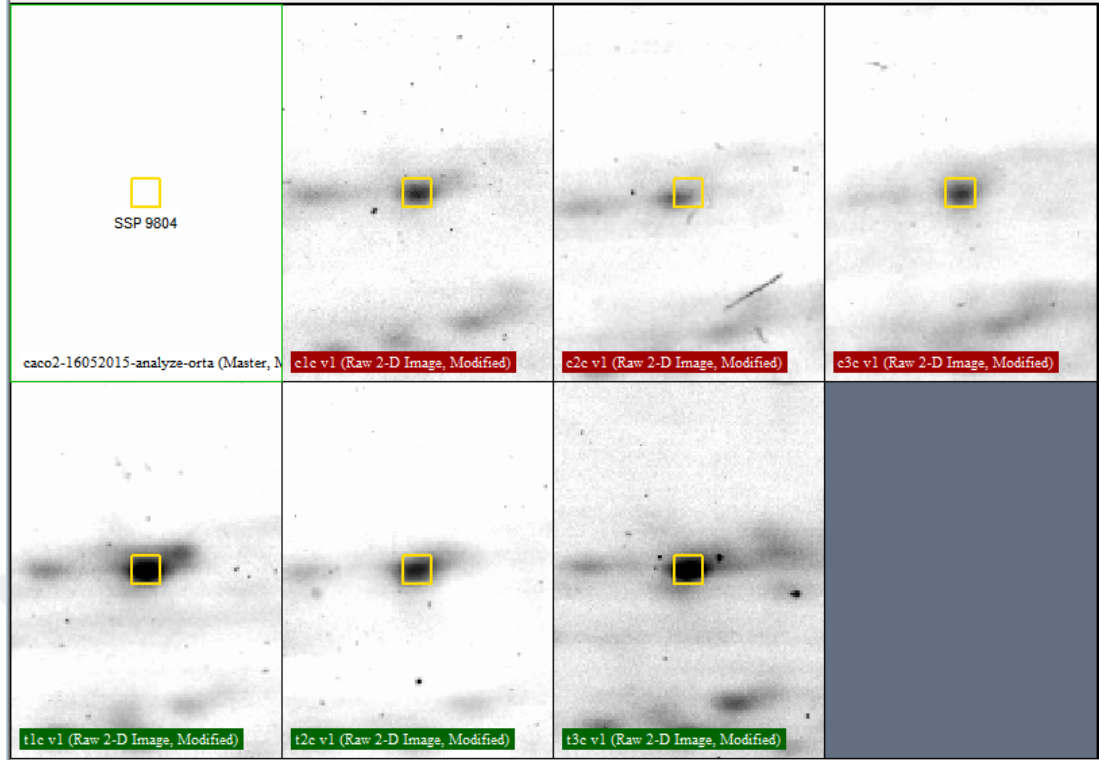 SSP 9804
caco2-16052015-analyze-orta (Master, M
c1c v1 (Raw 2-D Image, Modified)
c2c v1 (Raw 2-D Image, Modified)
c3c v1 (Raw 2-D Image, Modified)
t1c v1 (Raw 2-D Image, Modified)
t2c v1 (Raw 2-D Image, Modified)
t3c v1 (Raw 2-D Image, Modified)